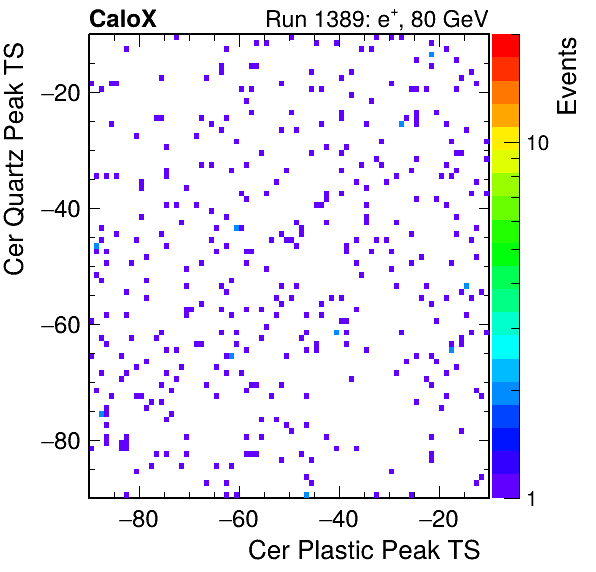 CaloX
Run 1389: e+, 80 GeV
Cer Quartz Peak TS
−20
−40
−60
−80
−80
−60
−40
−20
Cer Plastic Peak TS
Events
10
1